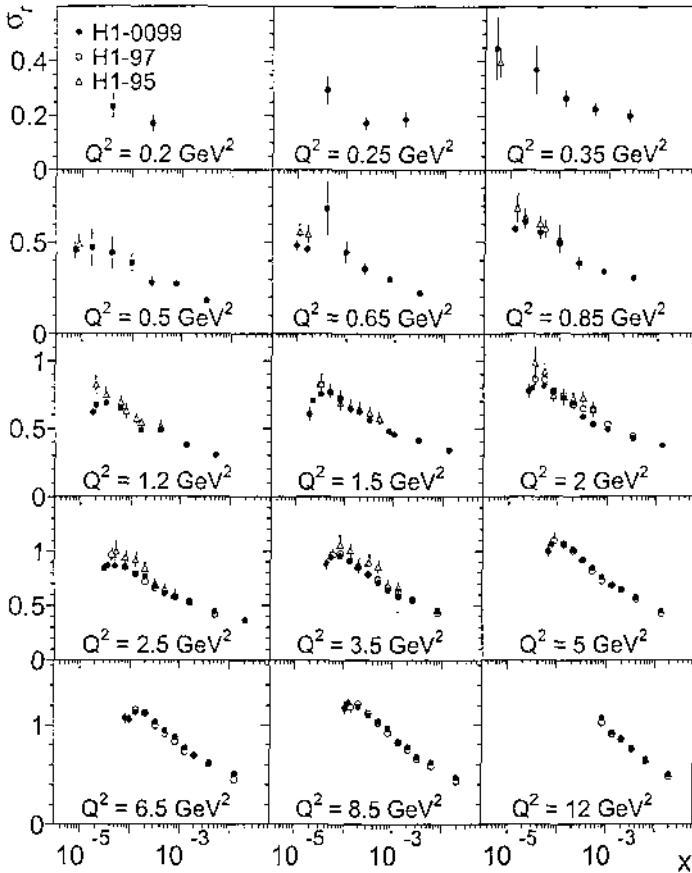 σr
H1-0099
H1-97
H1-95
0.4
0.2
0
Q² = 0.2 GeV²
Q² = 0.25 GeV²
Q² = 0.35 GeV²
0.5
0
Q² = 0.5 GeV²
Q² = 0.65 GeV²
Q² = 0.85 GeV²
1
0.5
0
Q² = 1.2 GeV²
Q² = 1.5 GeV²
Q² = 2 GeV²
1
0.5
0
Q² = 2.5 GeV²
Q² = 3.5 GeV²
Q² = 5 GeV²
1
0
Q² = 6.5 GeV²
Q² = 8.5 GeV²
Q² = 12 GeV²
10⁻⁵ 10⁻³ 10⁻⁵ 10⁻³ 10⁻⁵ 10⁻³ x